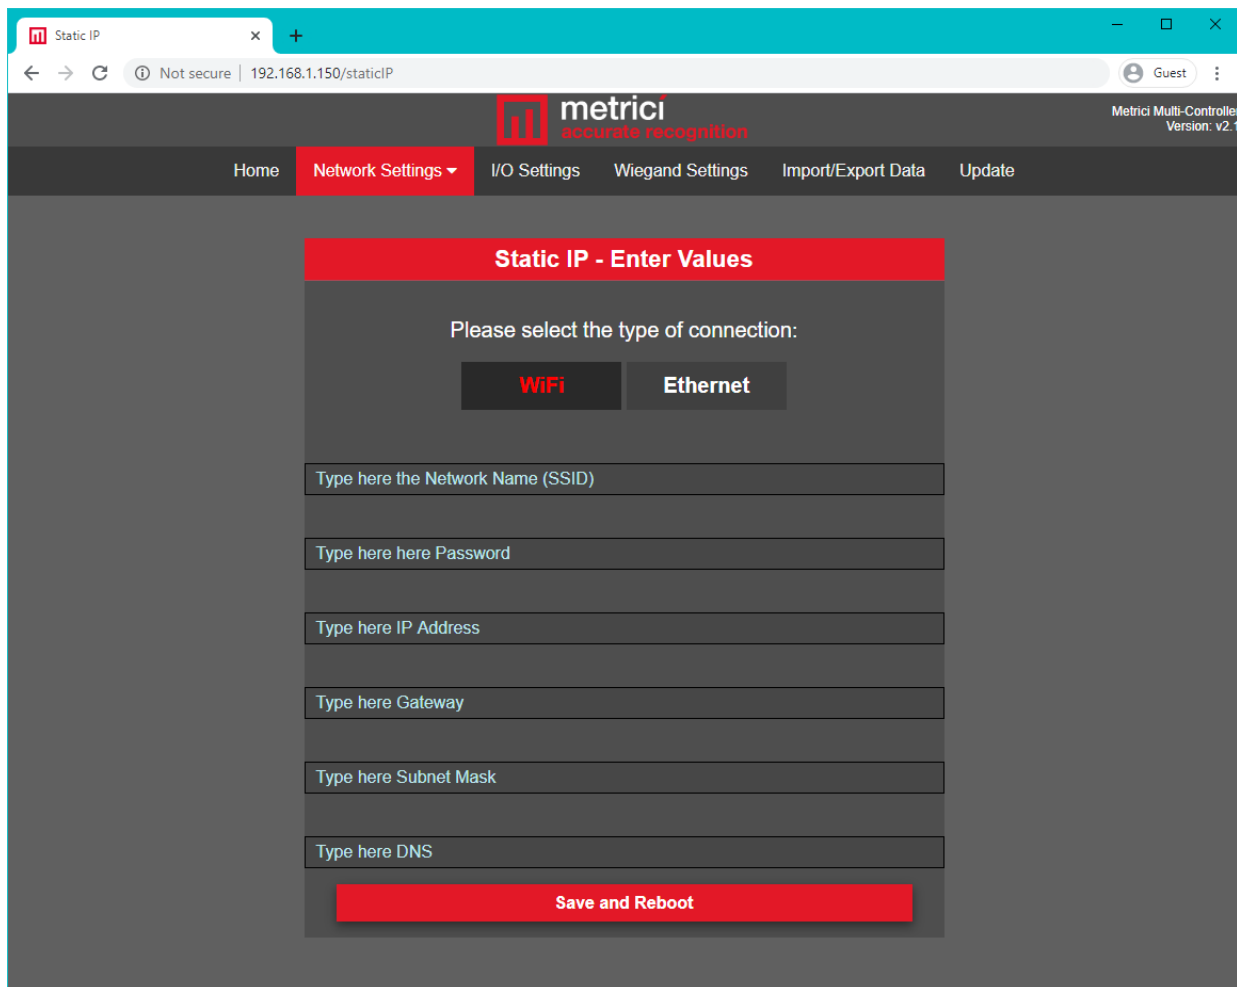 Static IP
Not secure | 192.168.1.150/staticIP
Guest
metrici
accurate recognition
Metrici Multi-Controller
Version: v2.1
Home Network Settings I/O Settings Wiegand Settings Import/Export Data Update
Static IP - Enter Values
Please select the type of connection:
WiFi Ethernet
Type here the Network Name (SSID)
Type here here Password
Type here IP Address
Type here Gateway
Type here Subnet Mask
Type here DNS
Save and Reboot